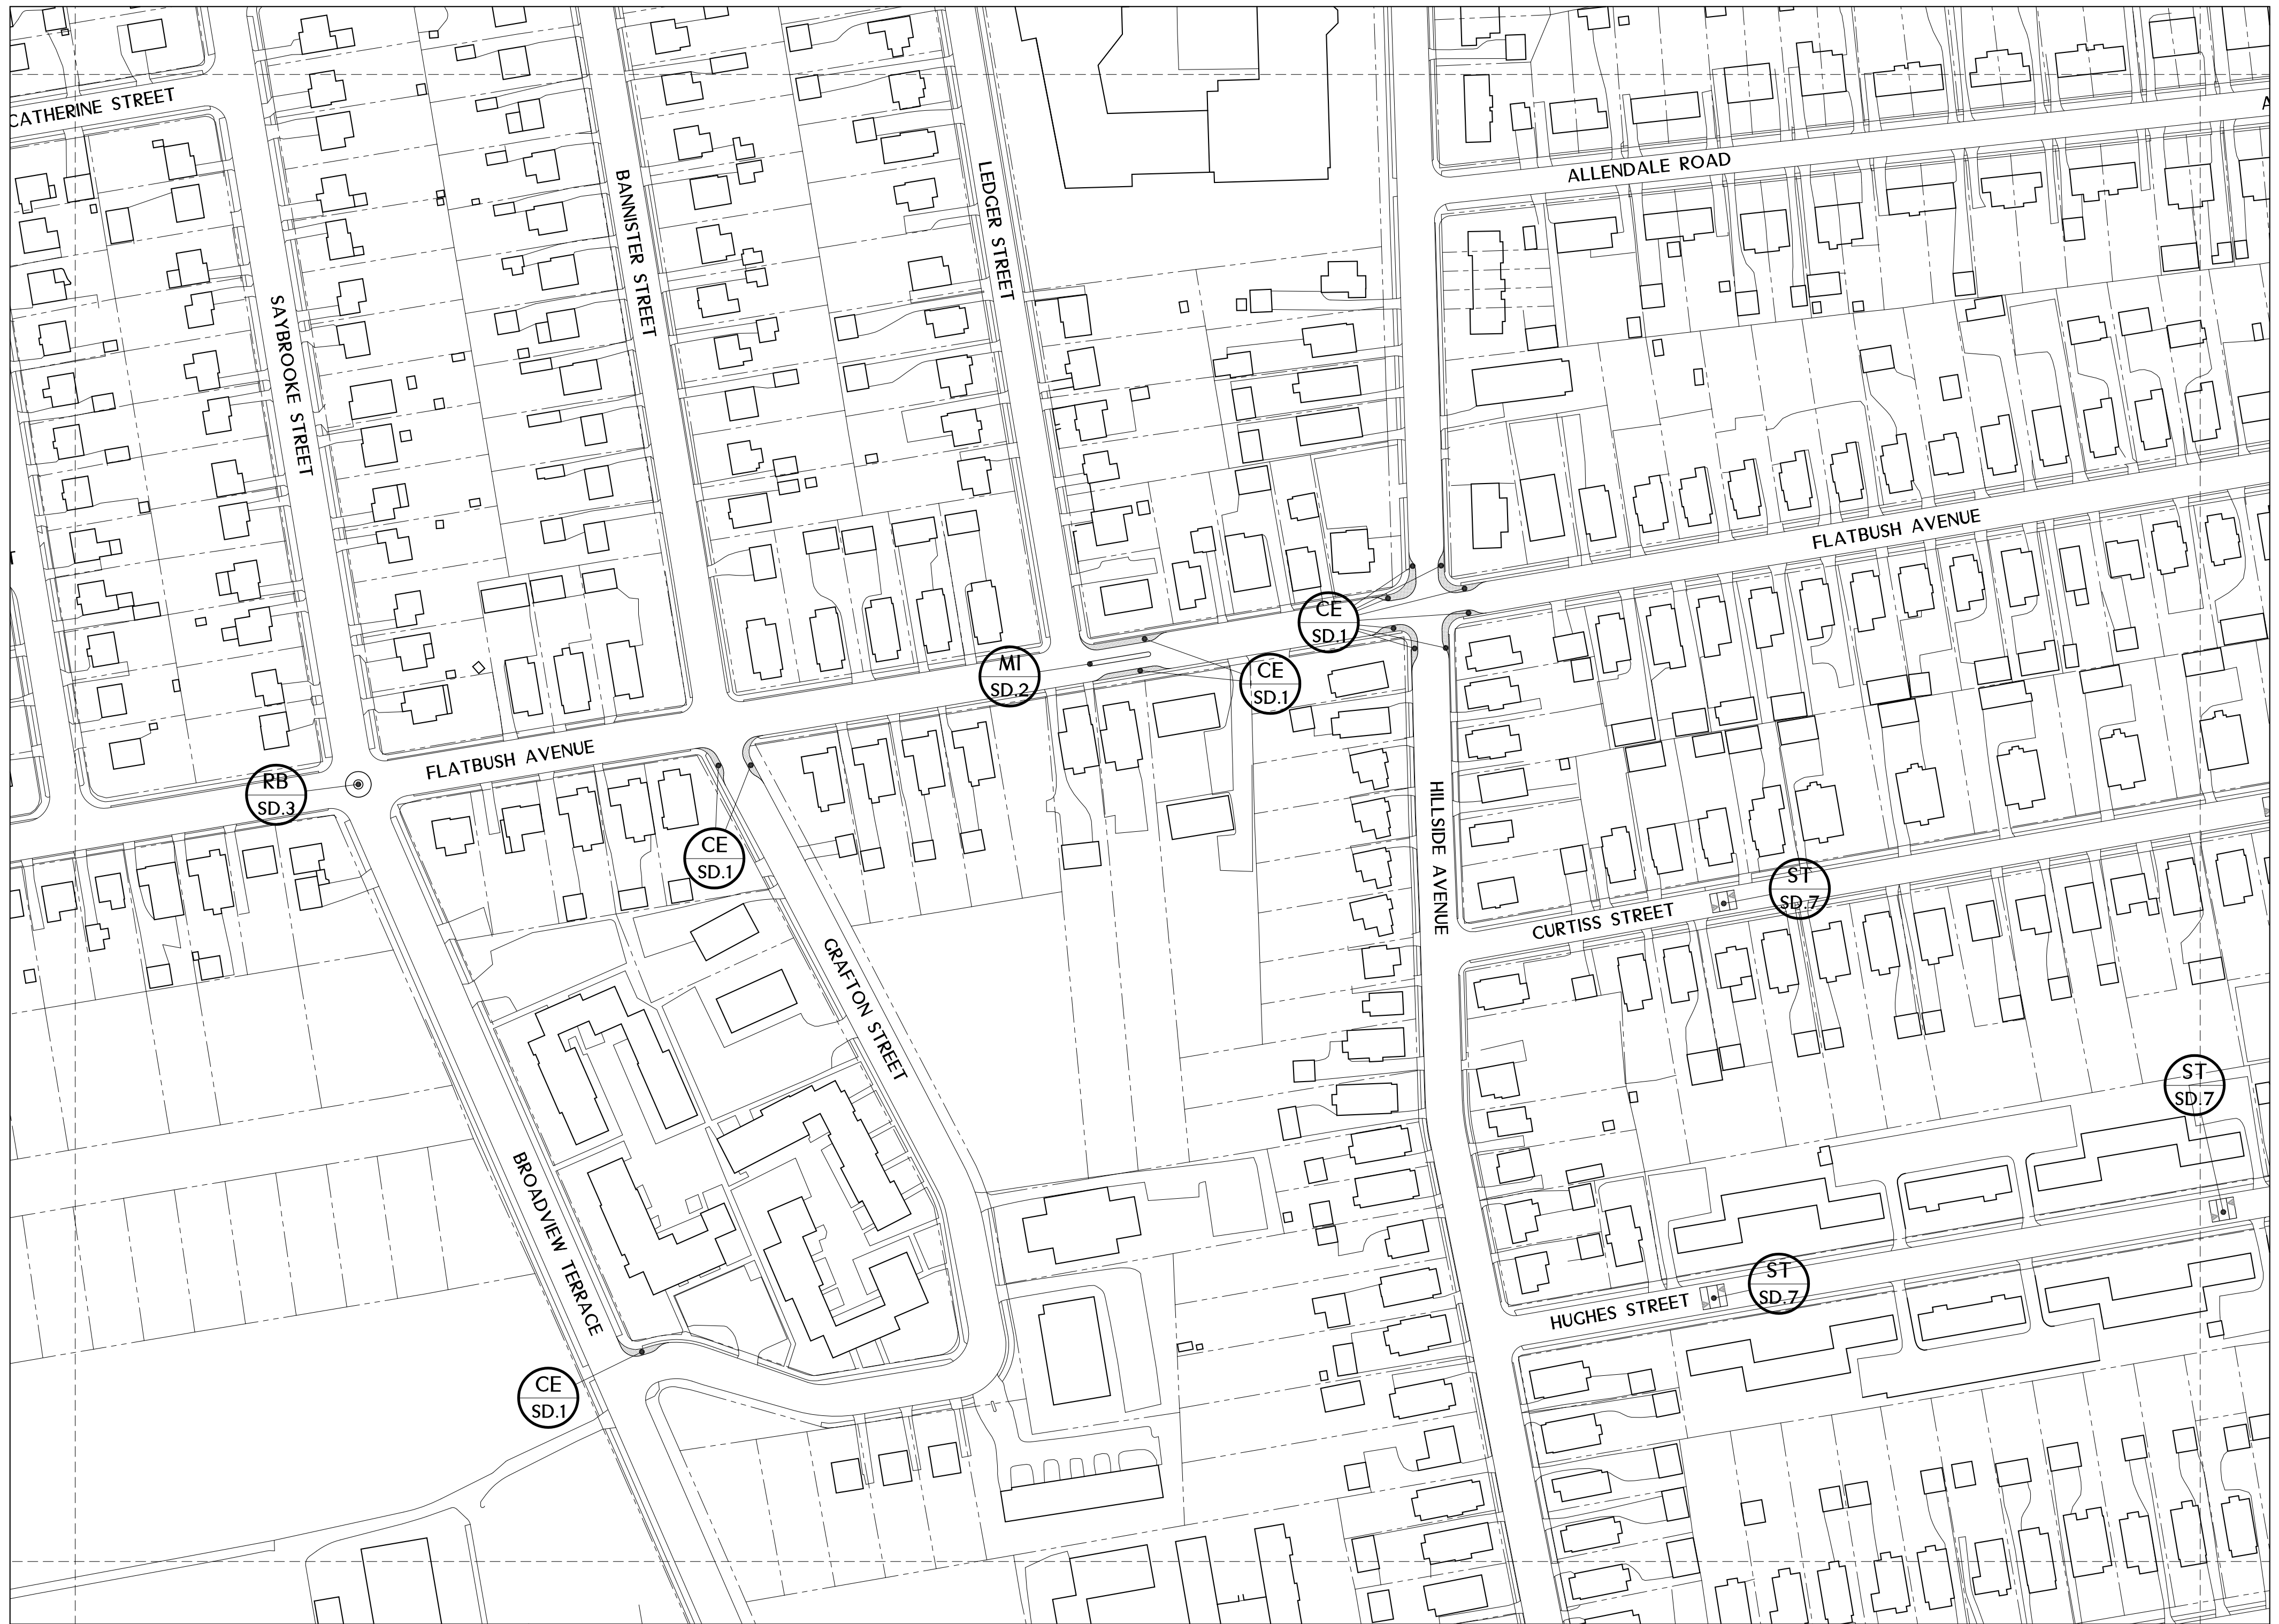 CATHERINE STREET
A
ALLENDALE ROAD
BANNISTER STREET
LEDGER STREET
SAYBROOKE STREET
FLATBUSH AVENUE
T
CE
SD.1
MI
SD.2
CE
SD.1
FLATBUSH AVENUE
RB
SD.3
CE
SD.1
HILLSIDE AVENUE
ST
SD.7
CURTISS STREET
GRAFTON STREET
ST
SD.7
BROADVIEW TERRACE
ST
SD.7
HUGHES STREET
CE
SD.1